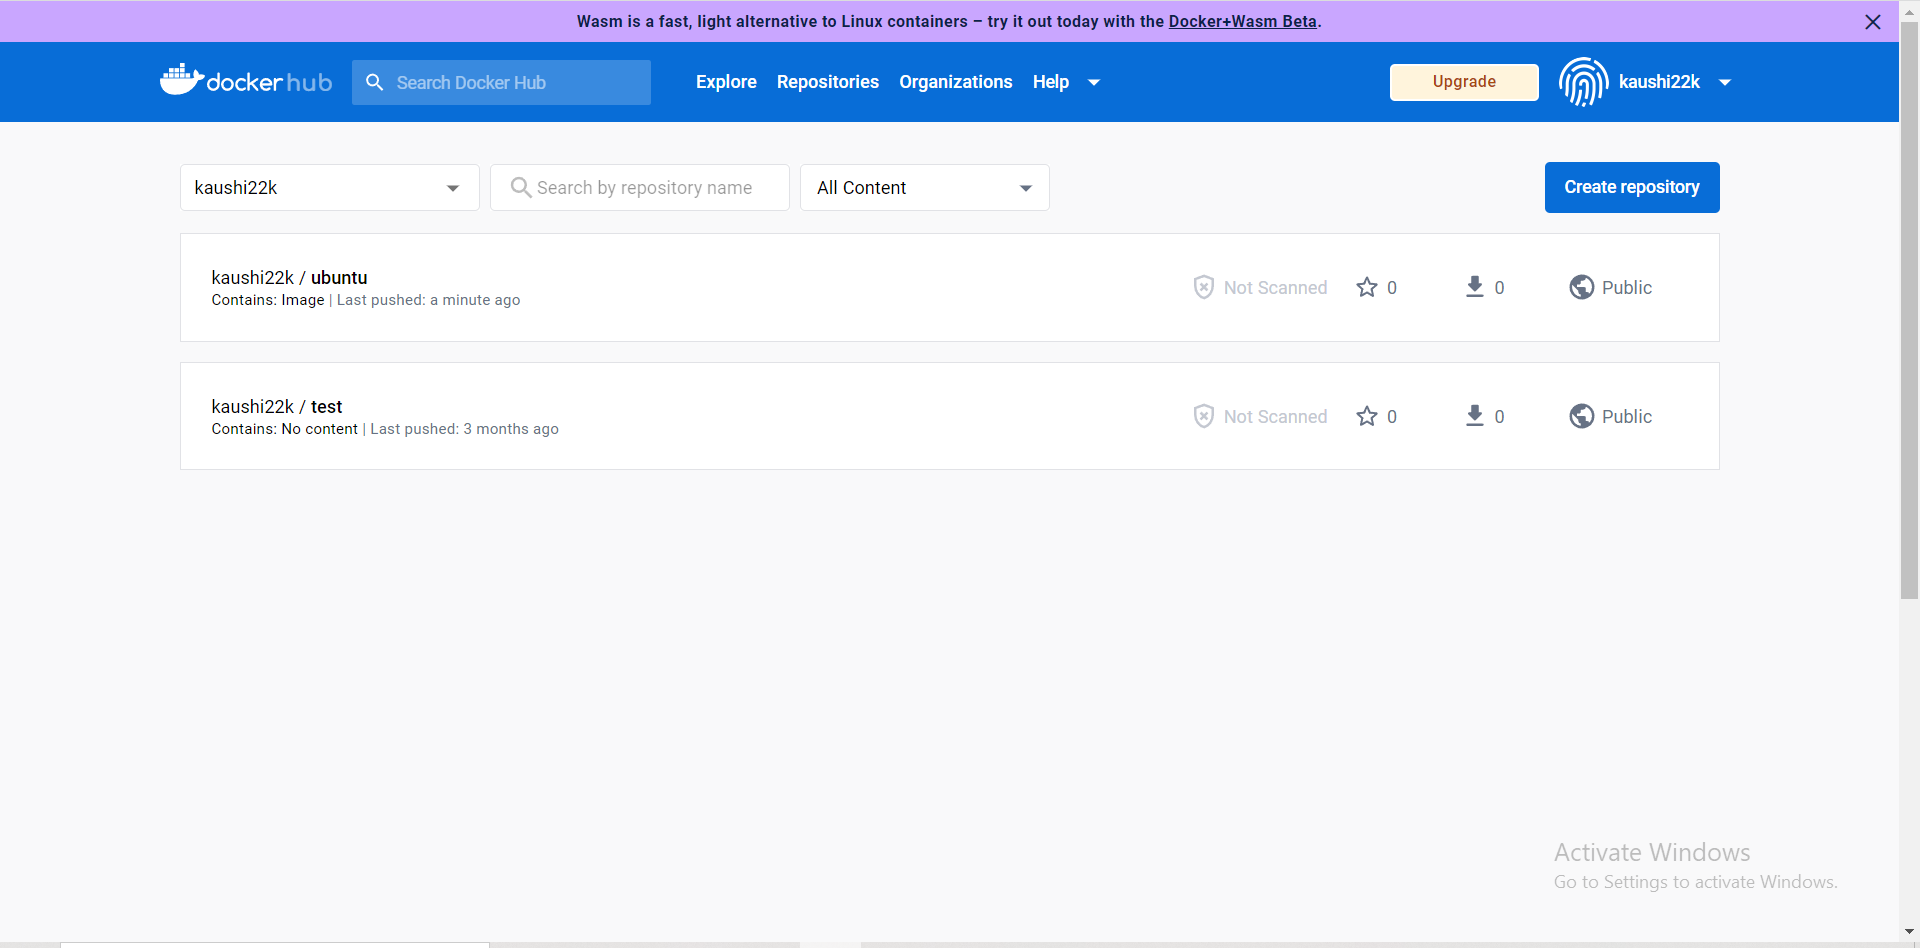 Wasm is a fast, light alternative to Linux containers – try it out today with the Docker+Wasm Beta.
docker hub Search Docker Hub Explore Repositories Organizations Help Upgrade kaushi22k
kaushi22k Search by repository name All Content Create repository
kaushi22k / ubuntu
Contains: Image | Last pushed: a minute ago
Not Scanned 0 0 Public
kaushi22k / test
Contains: No content | Last pushed: 3 months ago
Not Scanned 0 0 Public
Activate Windows
Go to Settings to activate Windows.